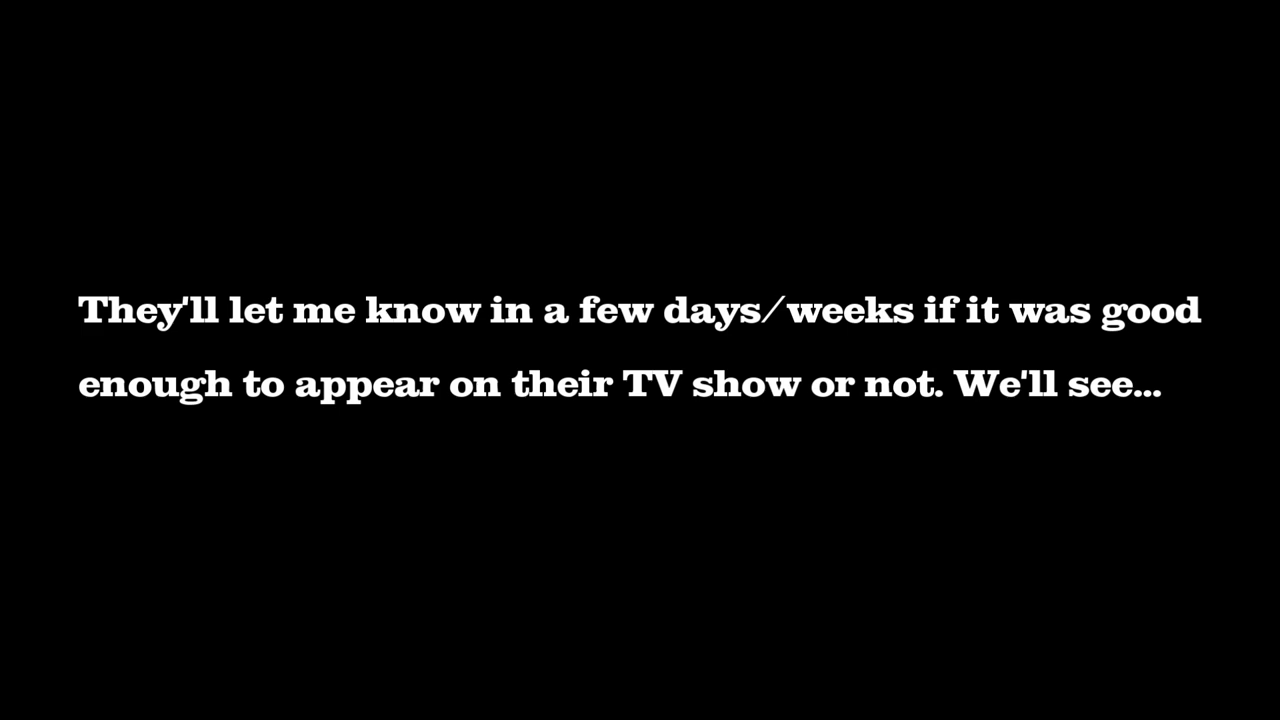 They'll let me know in a few days/weeks if it was good
enough to appear on their TV show or not. We'll see...